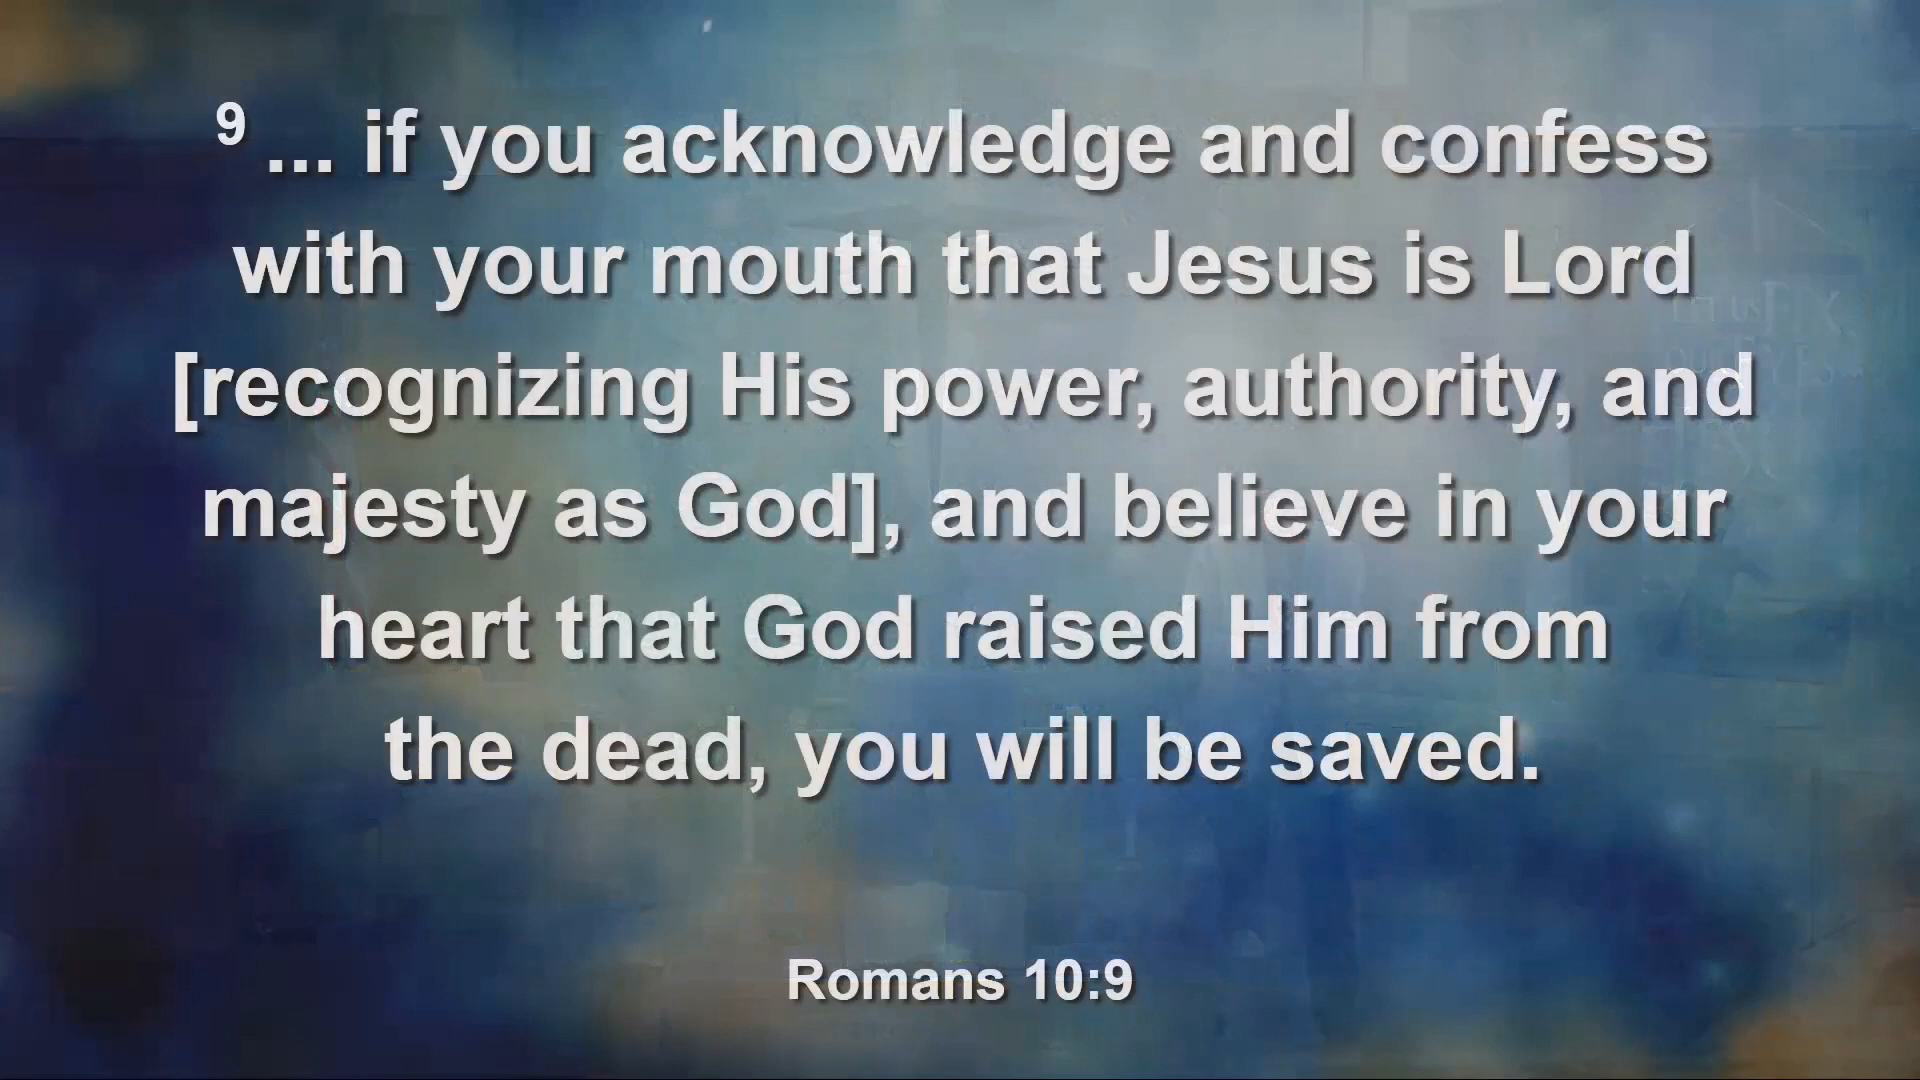 9 ... if you acknowledge and confess
with your mouth that Jesus is Lord
[recognizing His power, authority, and
majesty as God], and believe in your
heart that God raised Him from
the dead, you will be saved.
Romans 10:9